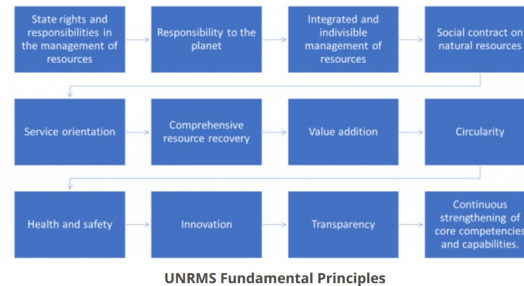 State rights and
responsibilities in
the management of
resources
Responsibility to the
planet
Integrated and
indivisible
management of
resources
Social contract on
natural resources
Service orientation
Comprehensive
resource recovery
Value addition
Circularity
Health and safety
Innovation
Transparency
Continuous
strengthening of
core competencies
and capabilities.
UNRMS Fundamental Principles